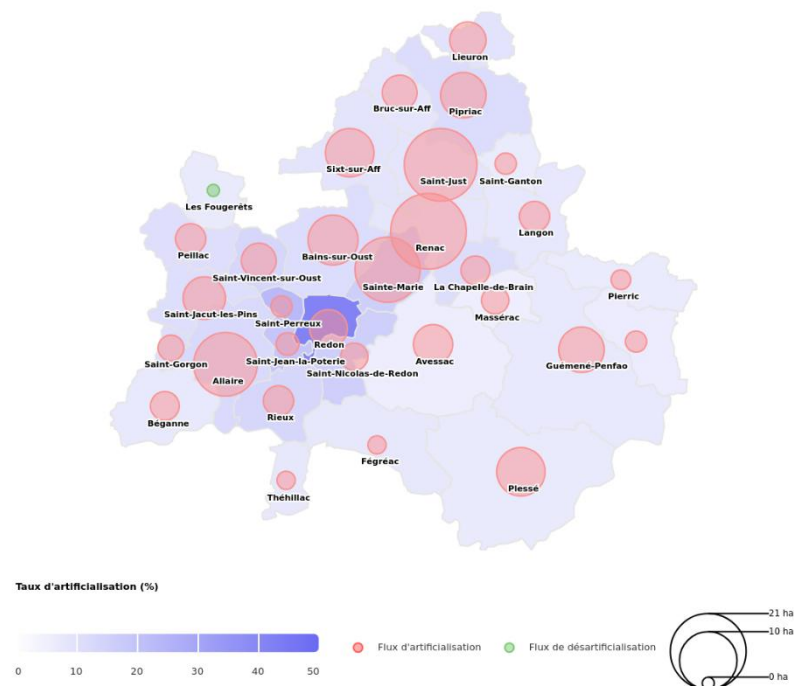 Lieuron
Bruc-sur-Aff
Pipriac
Sixt-sur-Aff
Saint-Just
Saint-Ganton
Les Fougerêts
Langon
Renac
Peillac
Bains-sur-Oust
Saint-Vincent-sur-Oust
Sainte-Marie
La Chapelle-de-Brain
Pierric
Saint-Jacut-les-Pins
Massérac
Saint-Perreux
Redon
Saint-Jean-la-Poterie
Avessac
Saint-Gorgon
Guémené-Penfao
Saint-Nicolas-de-Redon
Allaire
Rieux
Béganne
Fégréac
Plessé
Théhillac
Taux d'artificialisation (%)
0 10 20 30 40 50
Flux d'artificialisation
Flux de désartificialisation
21 ha
10 ha
0 ha